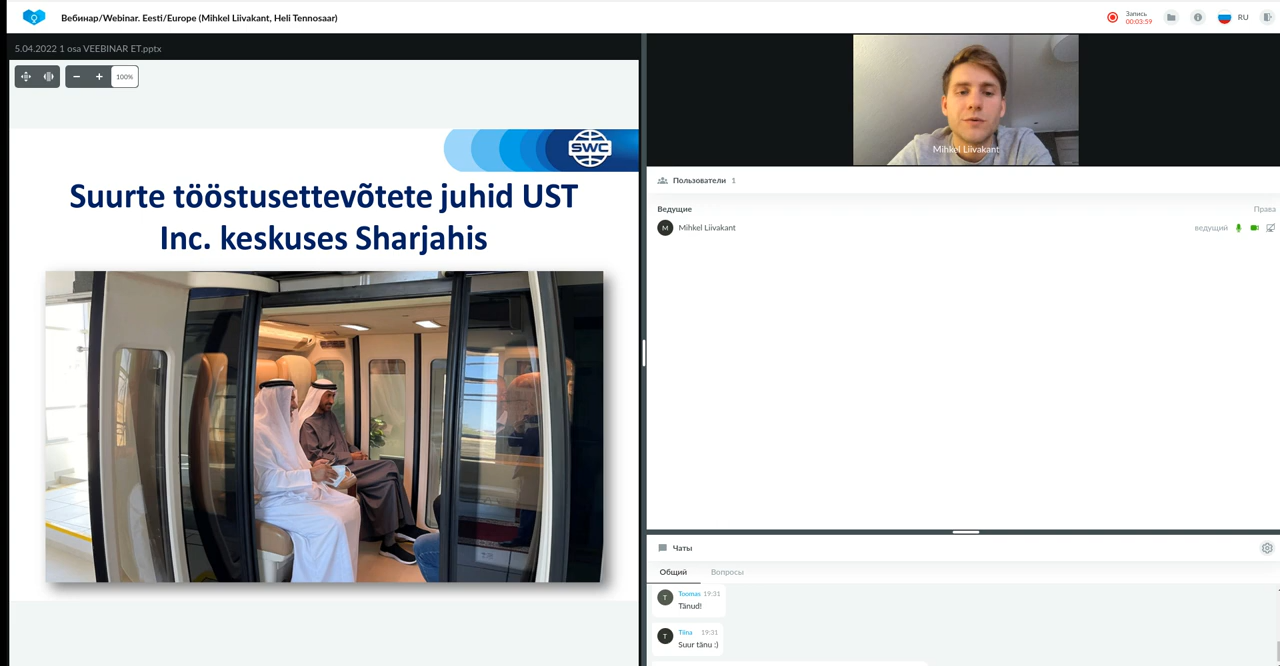 Вебинар/Webinar. Eesti/Europe (Mihkel Liivakant, Heli Tennosaar)
Запись
00:03:59
RU
5.04.2022 1 osa VEEBINAR ET.pptx
100%
SWC
Suurte tööstusettevõtete juhid UST
Inc. keskuses Sharjahis
Mihkel Liivakant
Пользователи 1
Ведущие Права
M Mihkel Liivakant ведущий
Чаты
Общий Вопросы
T Toomas 19:31
Tänud!
T Tiina 19:31
Suur tänu :)